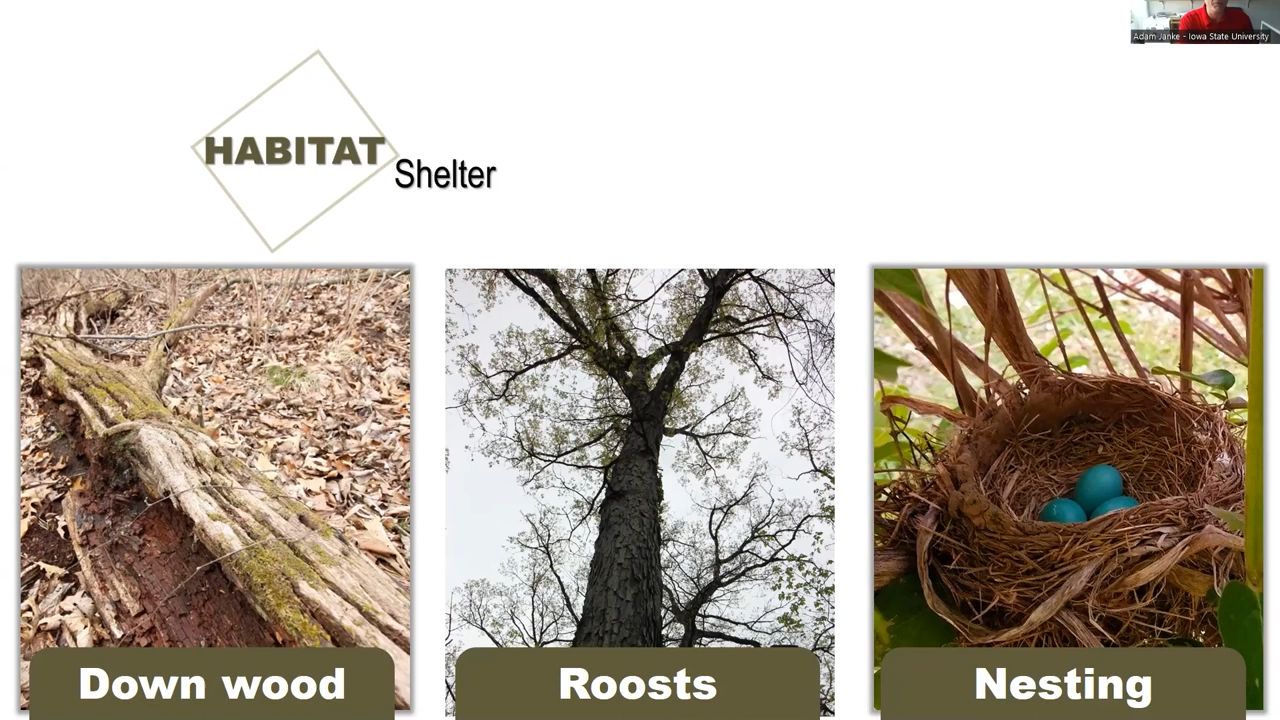 Adam Janke - Iowa State University
HABITAT
Shelter
Down wood
Roosts
Nesting